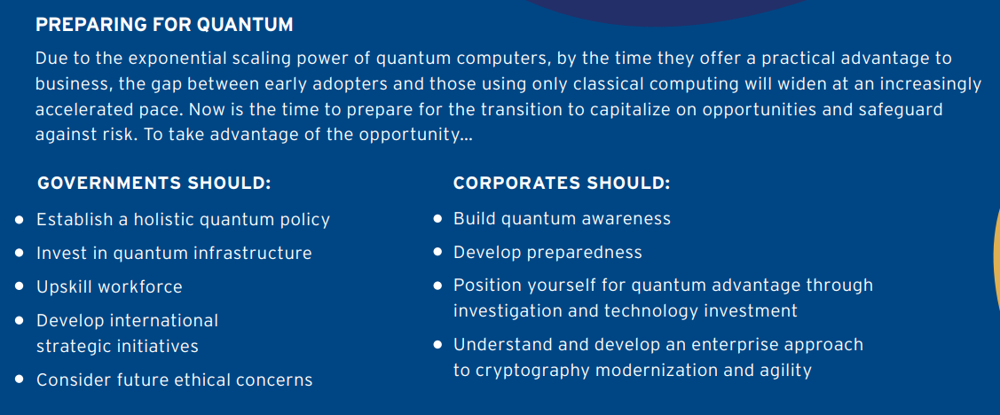 PREPARING FOR QUANTUM
Due to the exponential scaling power of quantum computers, by the time they offer a practical advantage to
business, the gap between early adopters and those using only classical computing will widen at an increasingly
accelerated pace. Now is the time to prepare for the transition to capitalize on opportunities and safeguard
against risk. To take advantage of the opportunity...
GOVERNMENTS SHOULD:
• Establish a holistic quantum policy
• Invest in quantum infrastructure
• Upskill workforce
• Develop international
strategic initiatives
• Consider future ethical concerns
CORPORATES SHOULD:
• Build quantum awareness
• Develop preparedness
• Position yourself for quantum advantage through
investigation and technology investment
• Understand and develop an enterprise approach
to cryptography modernization and agility